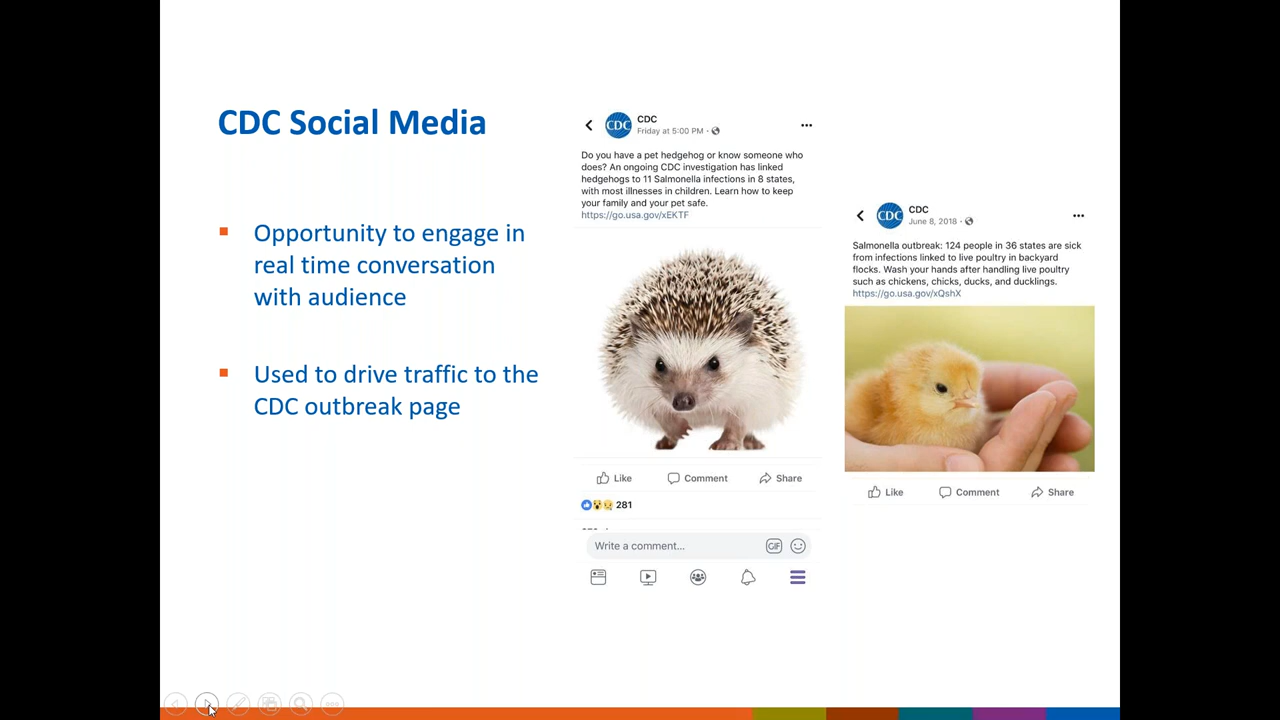 CDC Social Media
Opportunity to engage in
real time conversation
with audience
Used to drive traffic to the
CDC outbreak page
CDC
CDC
Friday at 5:00 PM ·
Do you have a pet hedgehog or know someone who
does? An ongoing CDC investigation has linked
hedgehogs to 11 Salmonella infections in 8 states,
with most illnesses in children. Learn how to keep
your family and your pet safe.
https://go.usa.gov/xEKTF
Like Comment Share
281
Write a comment... GIF
CDC
CDC
June 8, 2018 ·
Salmonella outbreak: 124 people in 36 states are sick
from infections linked to live poultry in backyard
flocks. Wash your hands after handling live poultry
such as chickens, chicks, ducks, and ducklings.
https://go.usa.gov/xQshX
Like Comment Share